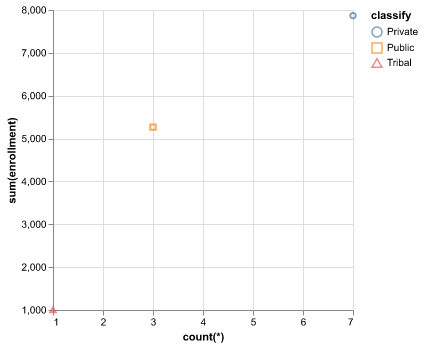 8,000
7,000
6,000
5,000
4,000
3,000
2,000
1,000
sum(enrollment)
1 2 3 4 5 6 7
count(*)
classify
Private
Public
Tribal